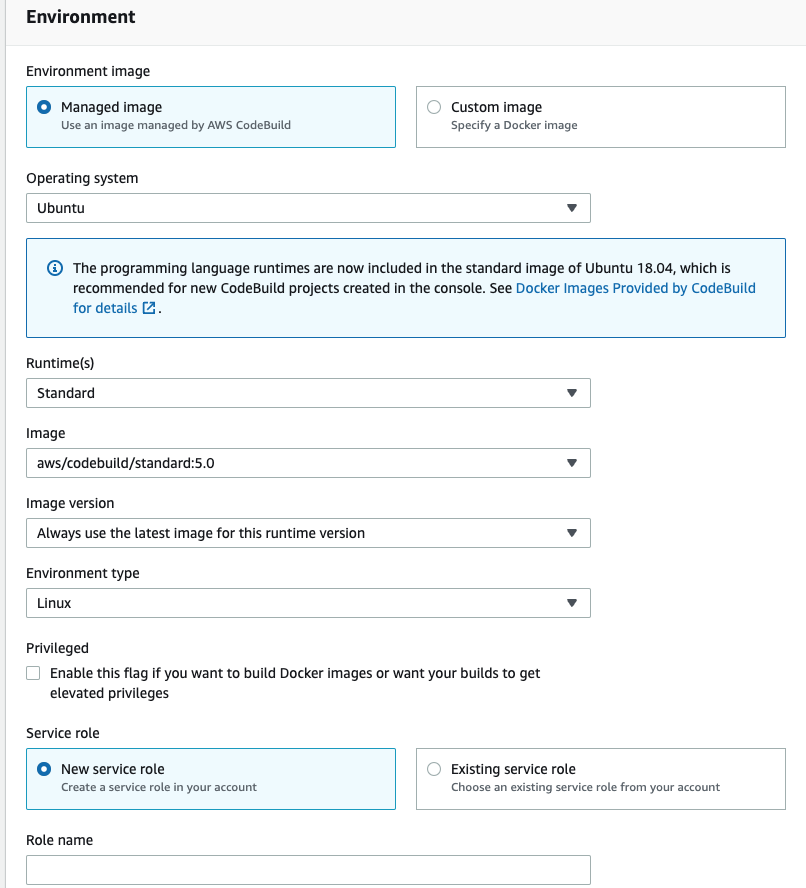 Environment
Environment image
Managed image
Use an image managed by AWS CodeBuild
Custom image
Specify a Docker image
Operating system
Ubuntu
The programming language runtimes are now included in the standard image of Ubuntu 18.04, which is
recommended for new CodeBuild projects created in the console. See Docker Images Provided by CodeBuild
for details .
Runtime(s)
Standard
Image
aws/codebuild/standard:5.0
Image version
Always use the latest image for this runtime version
Environment type
Linux
Privileged
Enable this flag if you want to build Docker images or want your builds to get
elevated privileges
Service role
New service role
Create a service role in your account
Existing service role
Choose an existing service role from your account
Role name